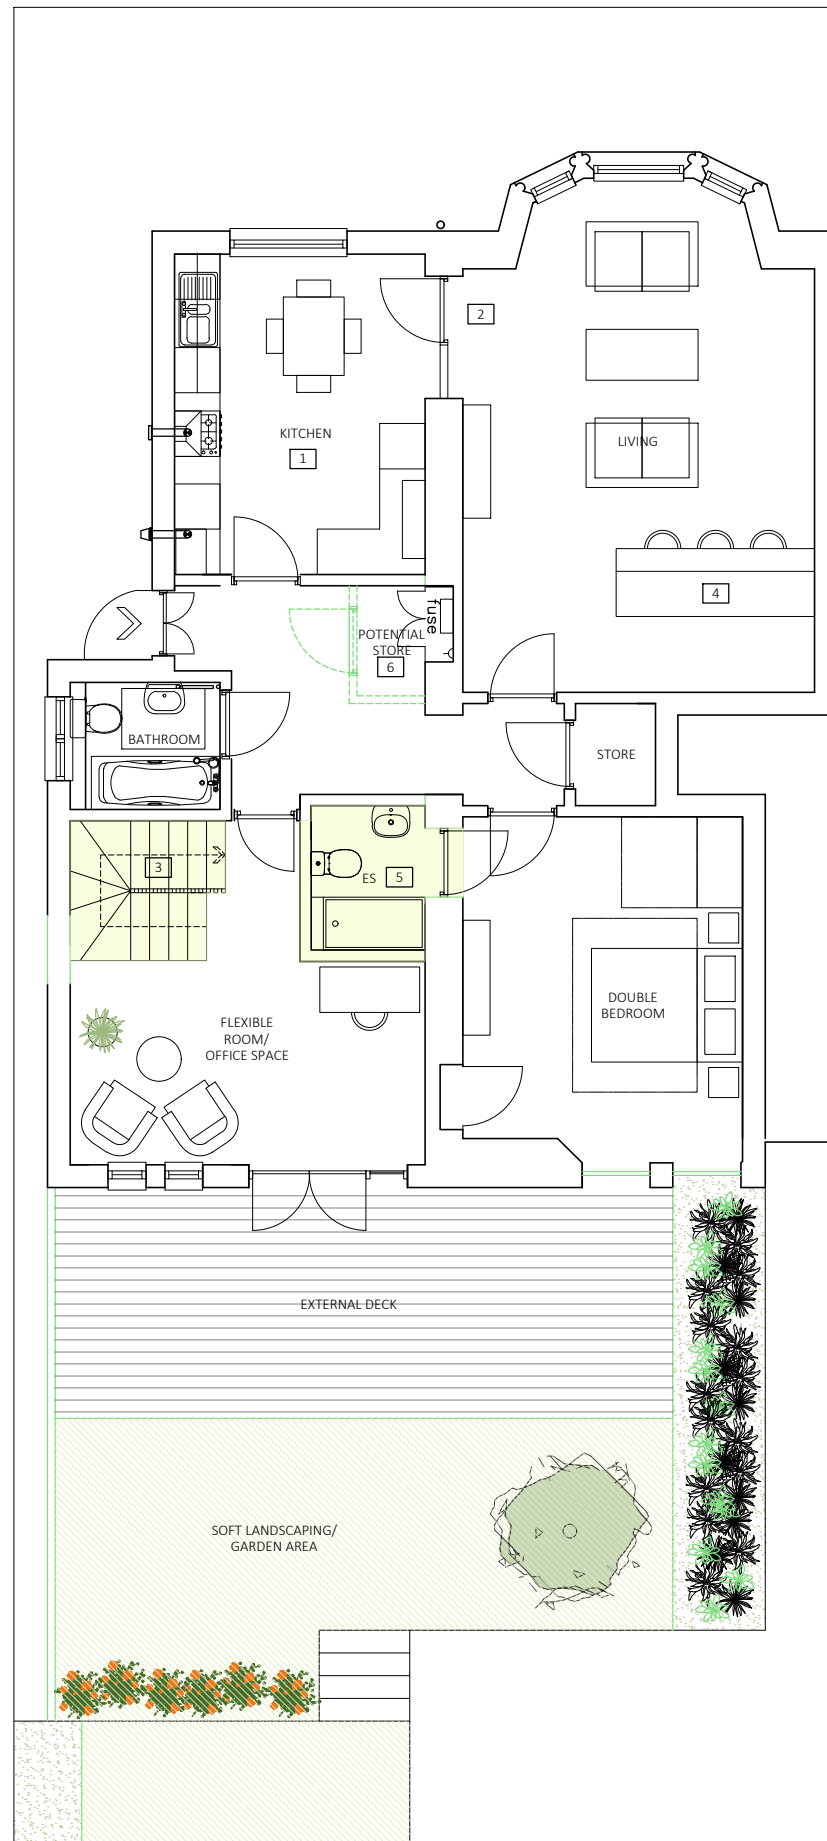 2
KITCHEN
1
LIVING
4
fuse
POTENTIAL
STORE
6
BATHROOM
STORE
3
ES
5
FLEXIBLE
ROOM/
OFFICE SPACE
DOUBLE
BEDROOM
EXTERNAL DECK
SOFT LANDSCAPING/
GARDEN AREA